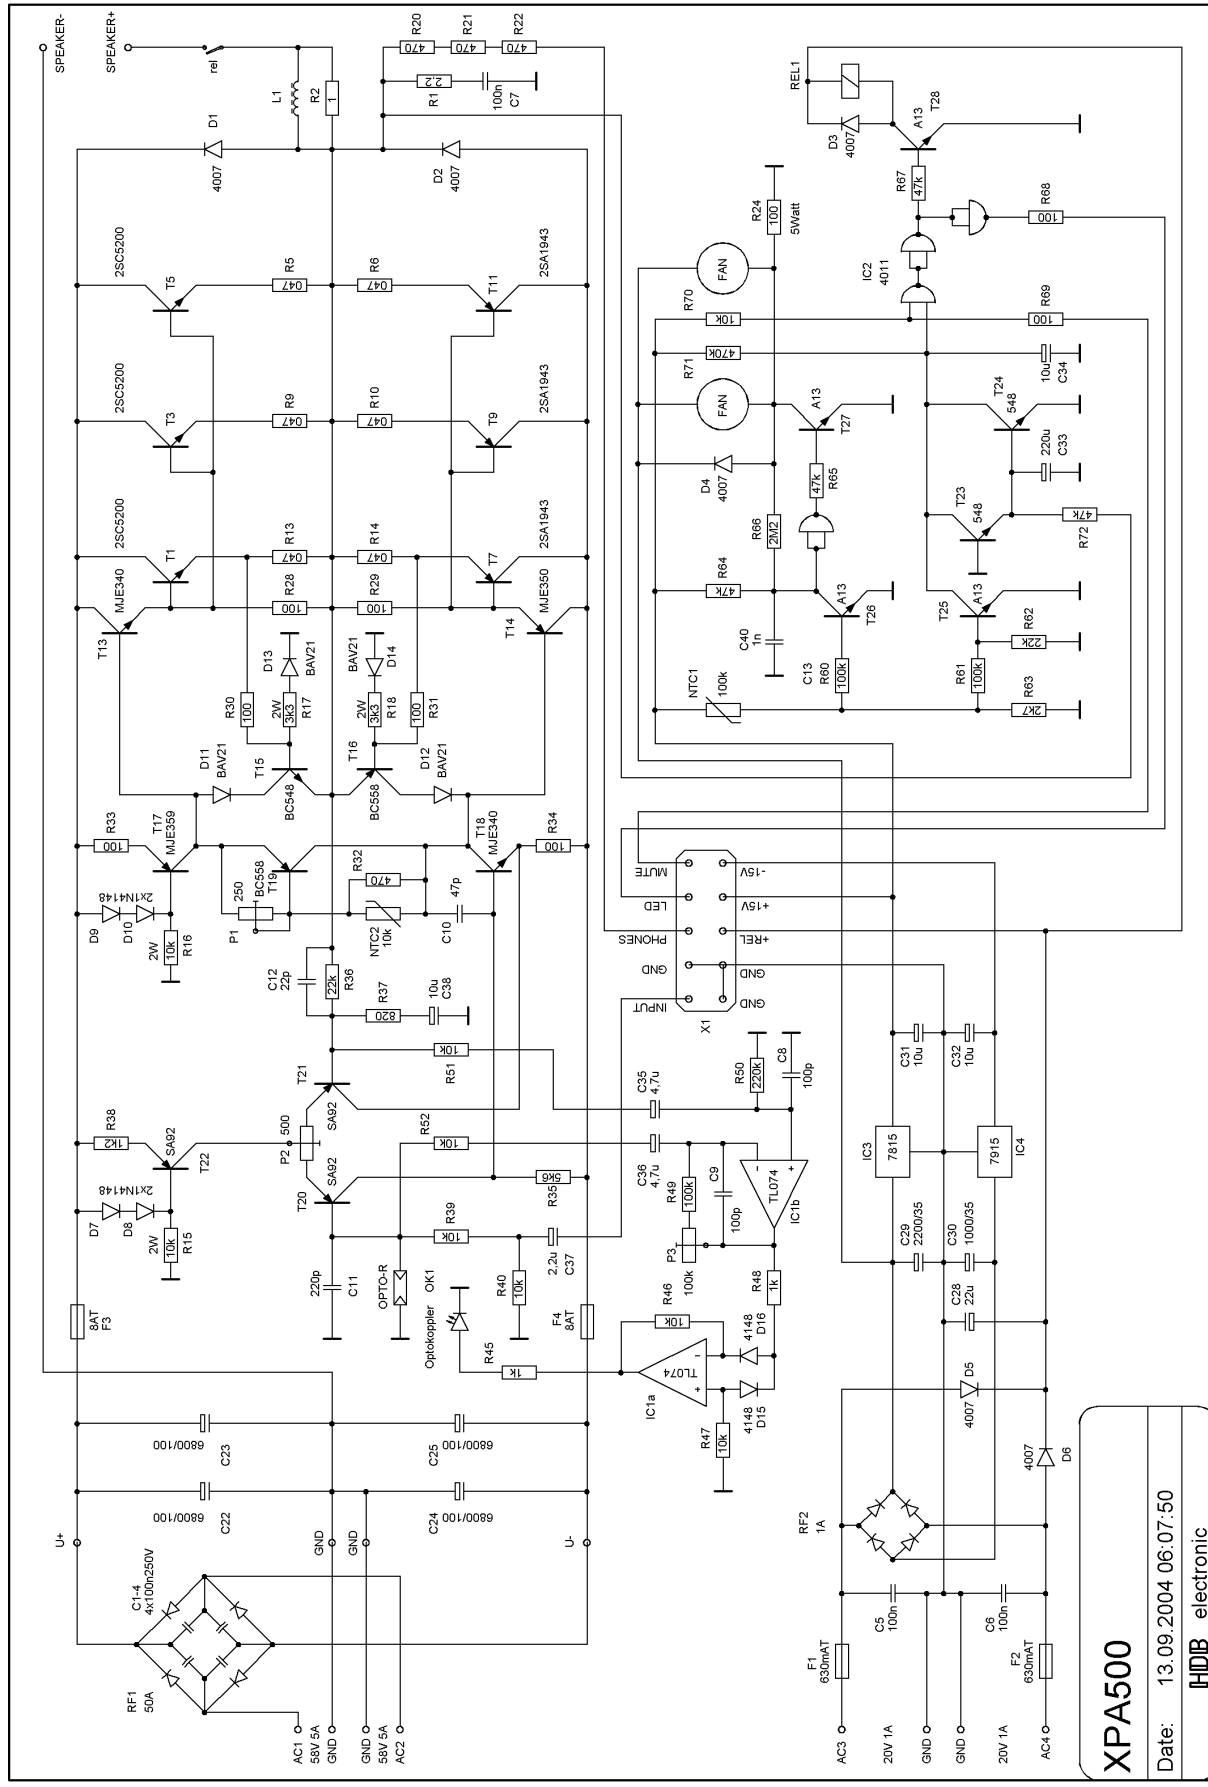 SPEAKER-
SPEAKER+
rel
L1
R2
1
R20
470
R21
470
R22
470
R1
2,2
100n
C7
D1
4007
D2
4007
2SC5200
T5
R5
047
R6
047
T11
2SA1943
2SC5200
T3
R9
047
R10
047
T9
2SA1943
2SC5200
T1
R13
047
R14
047
T7
2SA1943
MJE340
T13
R28
100
R29
100
MJE350
T14
R30
100
D13
BAV21
2W
3k3
R17
BAV21
D14
2W
3k3
R18
R31
100
D11
BAV21
T15
BC548
T16
BC558
D12
BAV21
R33
100
T17
MJE359
T18
MJE340
R34
100
D9
D10
2x1N4148
2W
10k
R16
P1
250
BC558
T19
R32
470
NTC2
10k
C10
47p
C12
22p
22k
R36
R37
820
10u
C38
R38
1k2
SA92
T22
D7
D8
2x1N4148
2W
10k
R15
T21
SA92
P2
500
T20
SA92
R51
10k
R52
10k
R35
5k6
R39
10k
R40
10k
2,2u
C37
220p
C11
OPTO-R
OK1
Optokoppler
R45
1k
8AT
F3
F4
8AT
6800/100
C23
C25
6800/100
6800/100
C22
C24
6800/100
U+
GND
GND
U-
C1-4
4x100n250V
RF1
50A
AC1
58V 5A
GND
GND
58V 5A
AC2
REL1
D3
4007
A13
T28
R67
47k
R68
100
R24
100
5Watt
FAN
IC2
4011
R70
10k
R69
100
R71
470k
10u
C34
FAN
A13
T27
T24
548
220u
C33
D4
4007
47k
R65
T23
548
47k
R72
R66
2M2
R64
47k
A13
T26
T25
A13
R62
22k
C40
1n
C13
R60
100k
R61
100k
R63
2k7
NTC1
100k
MUTE
LED
PHONES
GND
INPUT
-15V
+15V
+REL
GND
GND
X1
C35
4,7u
R50
220k
C8
100p
C36
4,7u
R49
100k
C9
100p
TL074
-
+
IC1b
P3
100k
R48
1k
R46
10k
4148
D16
TL074
-
+
IC1a
4148
D15
R47
10k
C31
10u
C32
10u
IC3
7815
7915
IC4
C29
2200/35
C30
1000/35
C28
22u
4007
D5
4007
D6
RF2
1A
C5
100n
C6
100n
F1
630mAT
F2
630mAT
AC3
20V 1A
GND
GND
20V 1A
AC4
XPA500
Date: 13.09.2004 06:07:50
HDB electronic